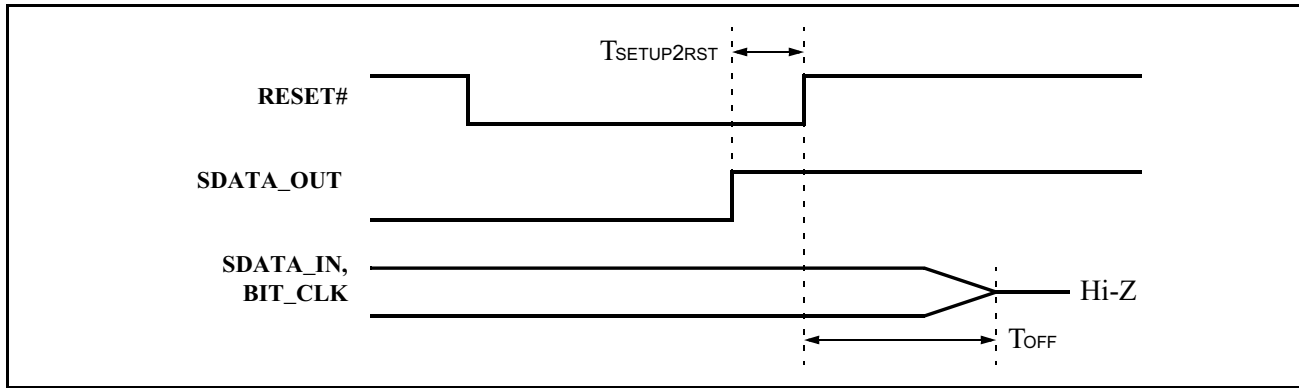 TSETUP2RST
RESET#
SDATA_OUT
SDATA_IN,
BIT_CLK
Hi-Z
TOFF